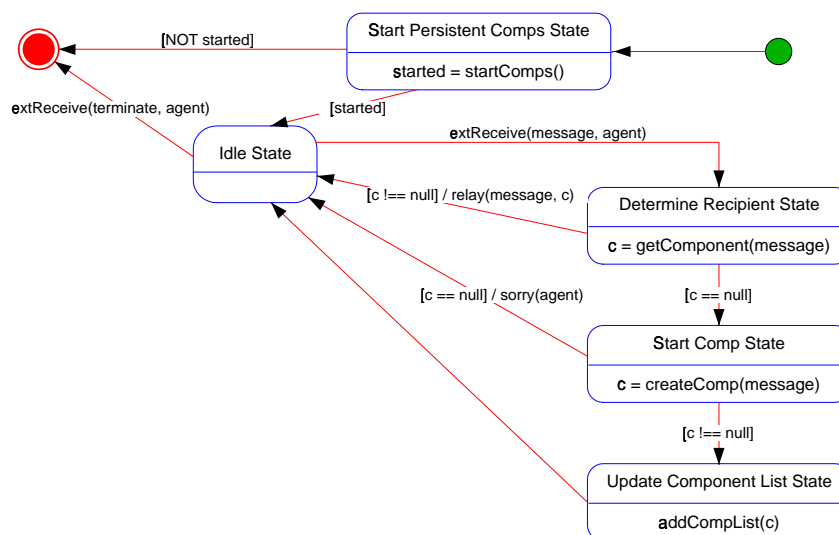 Start Persistent Comps State
[NOT started]
started = startComps()
extReceive(terminate, agent)
[started]
extReceive(message, agent)
Idle State
[c !== null] / relay(message, c)
Determine Recipient State
c = getComponent(message)
[c == null] / sorry(agent)
[c == null]
Start Comp State
c = createComp(message)
[c !== null]
Update Component List State
addCompList(c)